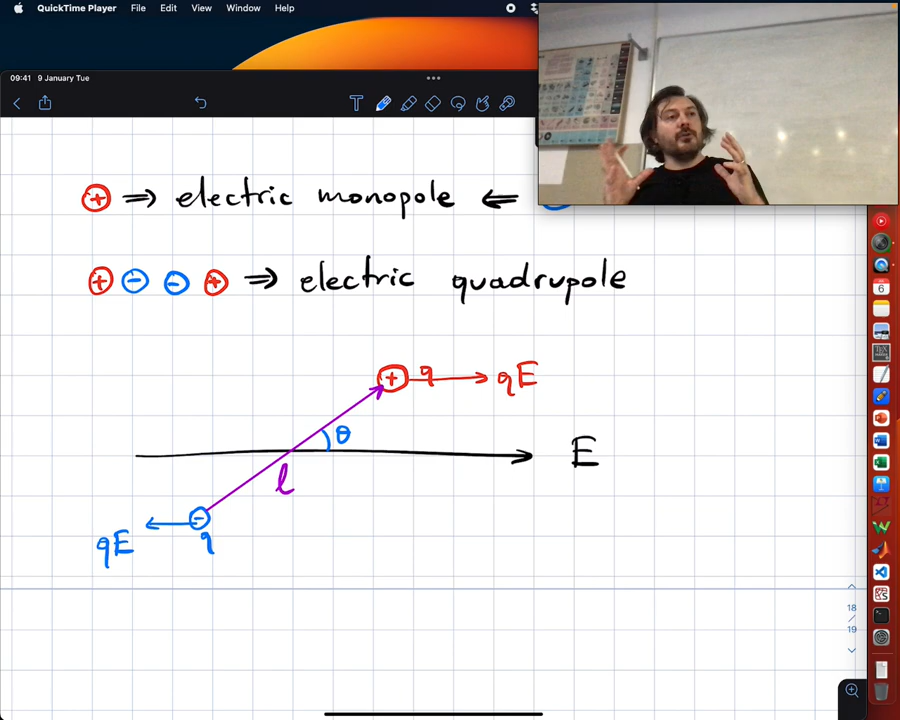 QuickTime Player File Edit View Window Help
09:41 9 January Tue
+ ⇒ electric monopole ⇐
+ - - + ⇒ electric quadrupole
+ q qE
θ
E
l
-
qE q
18
/
19
6